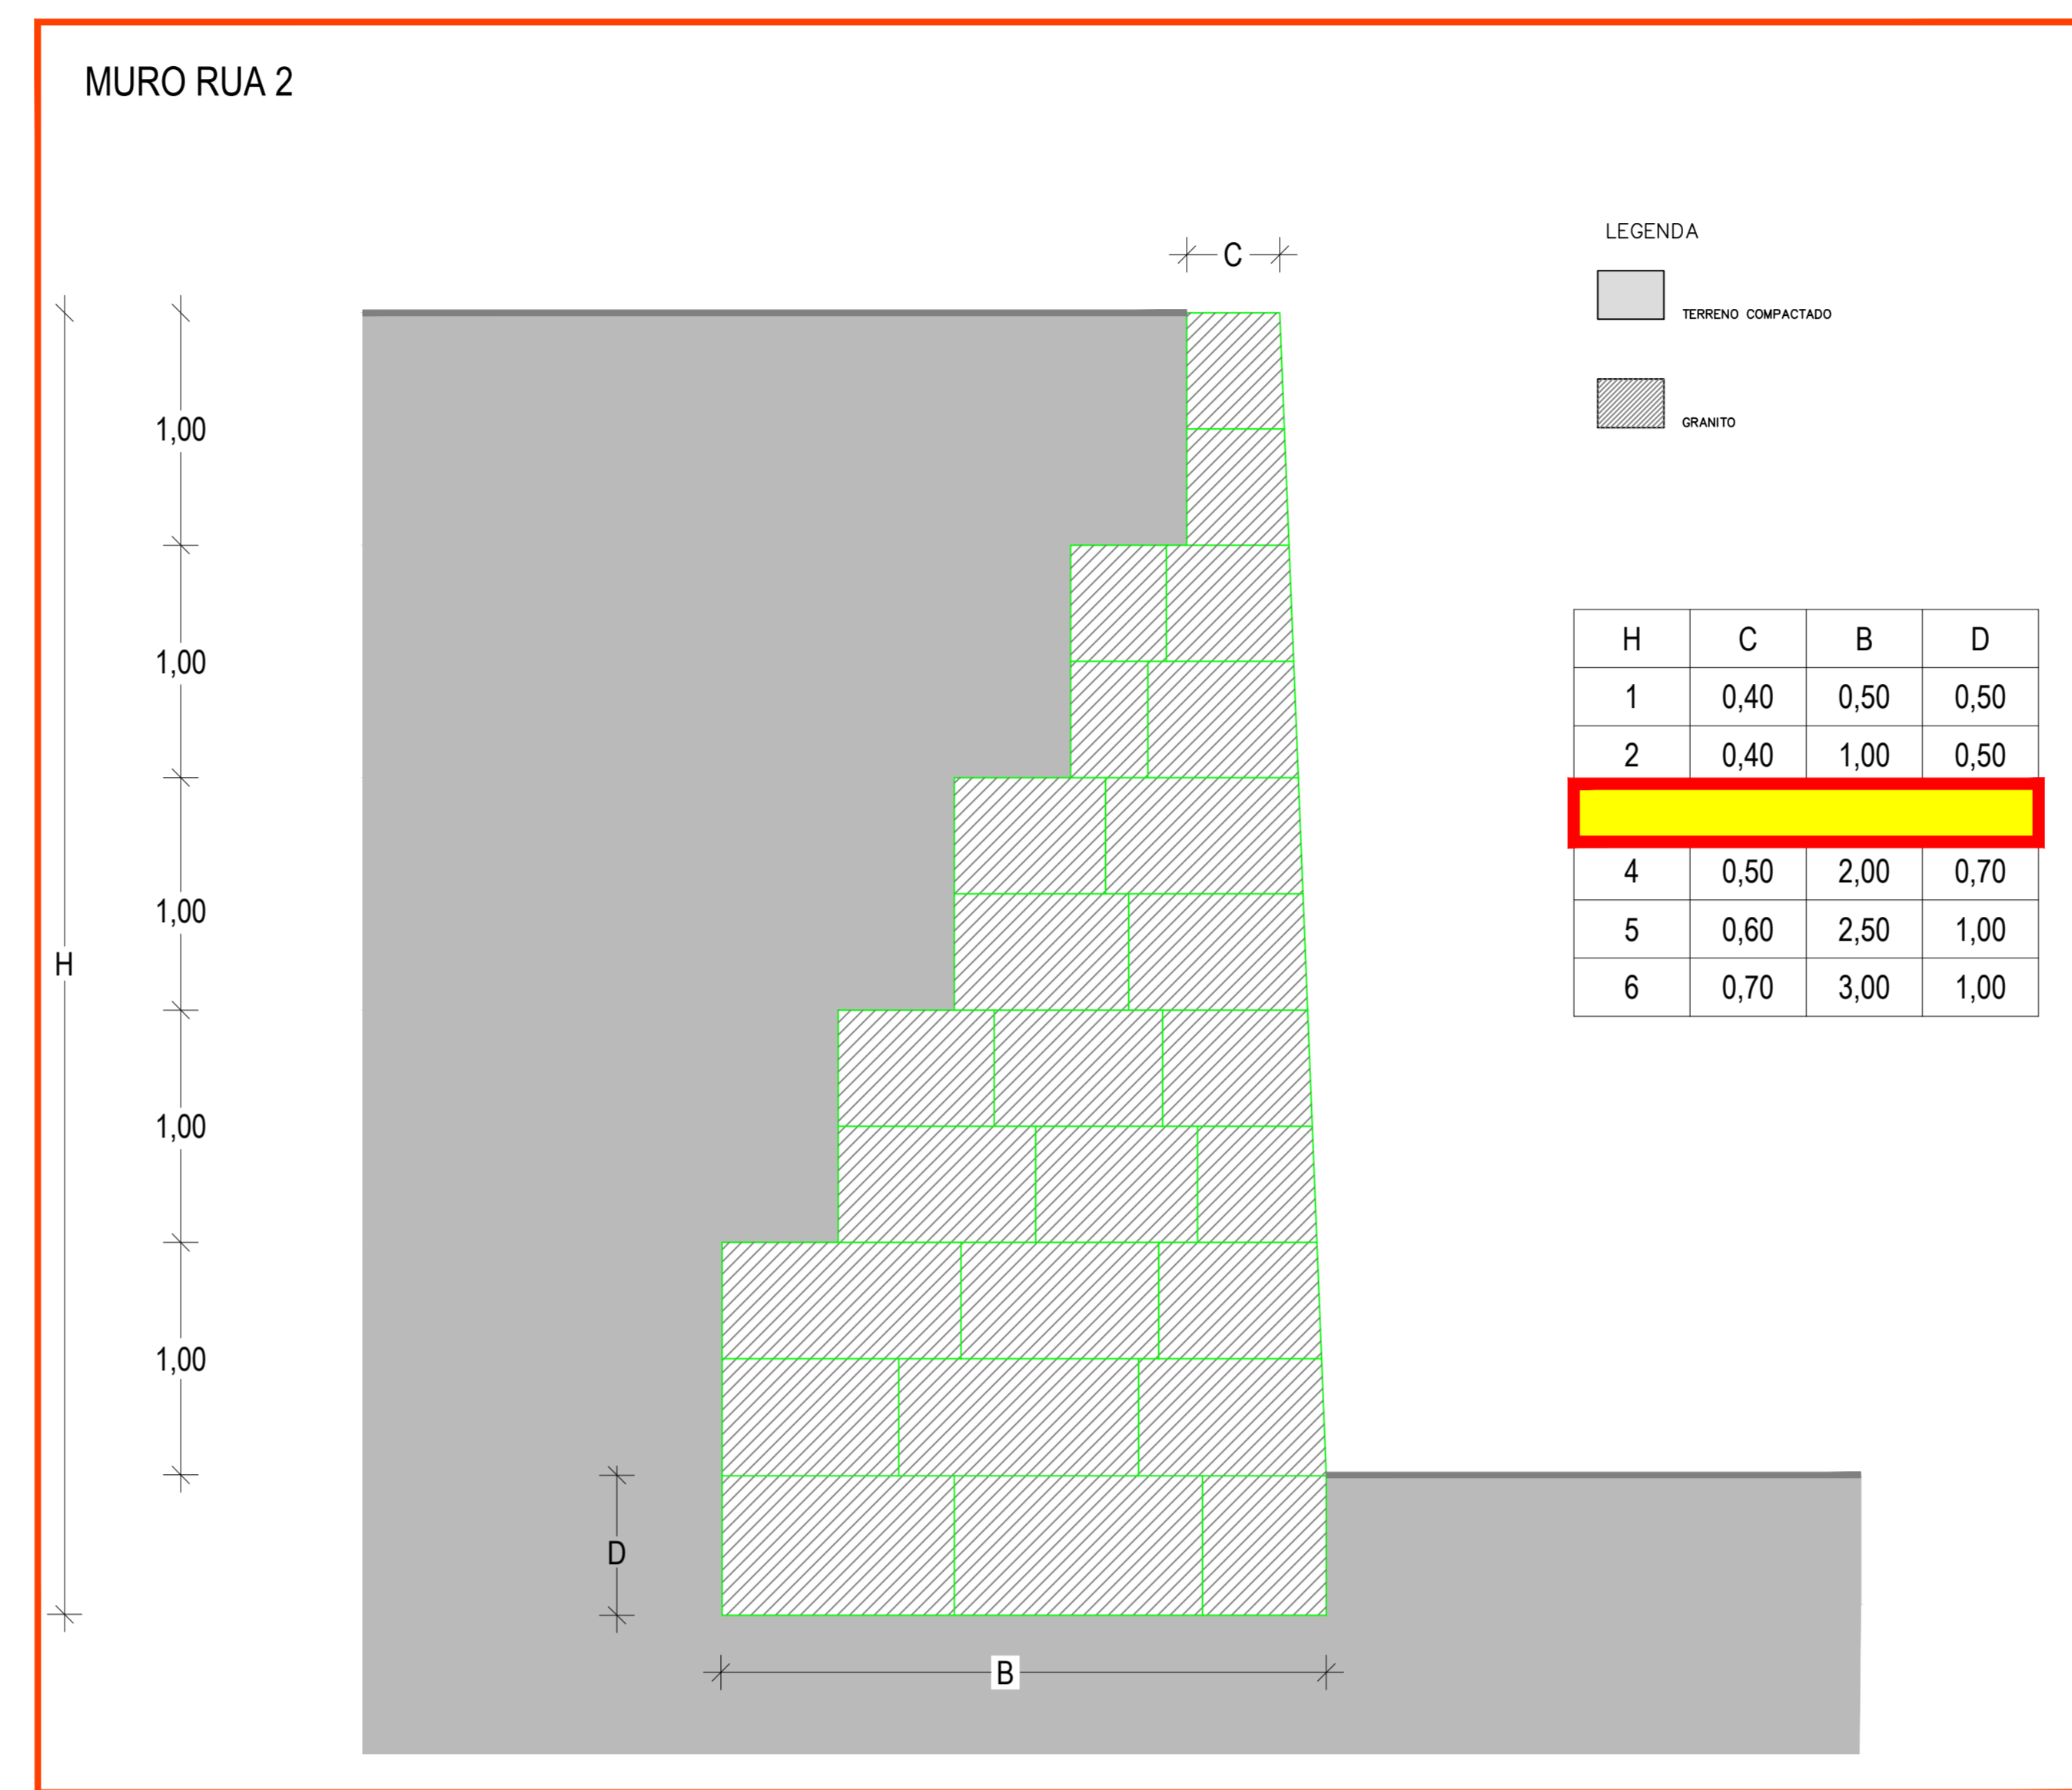 MURO RUA 2
C
1,00
1,00
1,00
1,00
1,00
H
D
B
LEGENDA
TERRENO COMPACTADO
GRANITO
H C B D
1 0,40 0,50 0,50
2 0,40 1,00 0,50
4 0,50 2,00 0,70
5 0,60 2,50 1,00
6 0,70 3,00 1,00